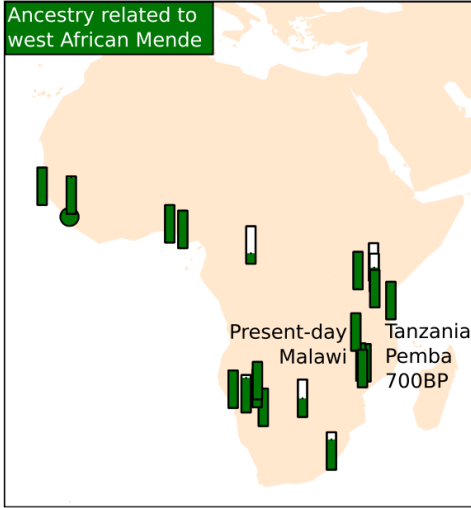 Ancestry related to
west African Mende
Present-day
Malawi
Tanzania
Pemba
700BP